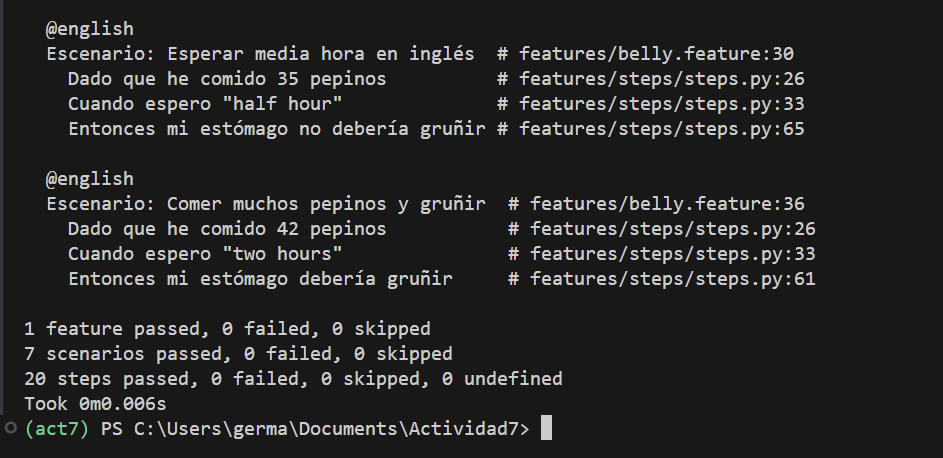 @english
Escenario: Esperar media hora en inglés  # features/belly.feature:30
Dado que he comido 35 pepinos          # features/steps/steps.py:26
Cuando espero "half hour"              # features/steps/steps.py:33
Entonces mi estómago no debería gruñir # features/steps/steps.py:65
@english
Escenario: Comer muchos pepinos y gruñir  # features/belly.feature:36
Dado que he comido 42 pepinos           # features/steps/steps.py:26
Cuando espero "two hours"               # features/steps/steps.py:33
Entonces mi estómago debería gruñir     # features/steps/steps.py:61
1 feature passed, 0 failed, 0 skipped
7 scenarios passed, 0 failed, 0 skipped
20 steps passed, 0 failed, 0 skipped, 0 undefined
Took 0m0.006s
(act7) PS C:\Users\germa\Documents\Actividad7>